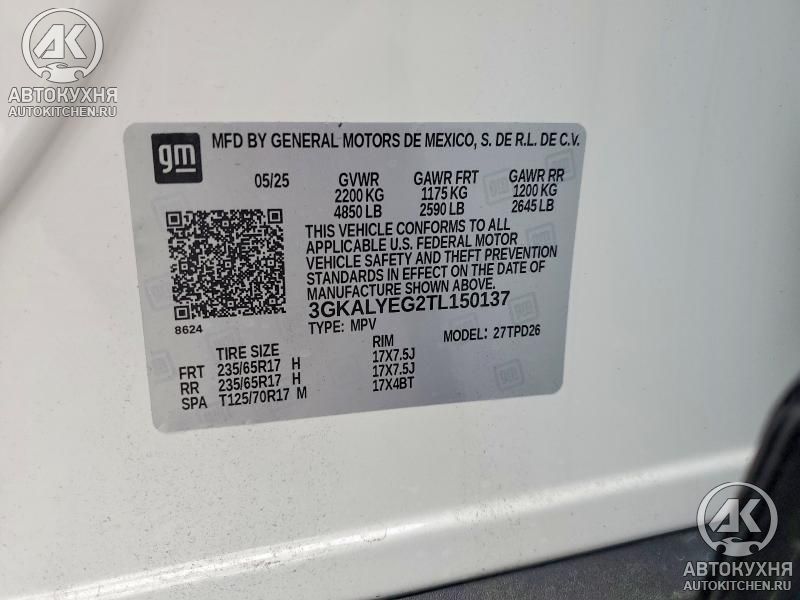 AK
АВТОКУХНЯ
AUTOKITCHEN.RU
gm
MFD BY GENERAL MOTORS DE MEXICO, S. DE R.L. DE C.V.
05/25 GVWR GAWR FRT GAWR RR
2200 KG 1175 KG 1200 KG
4850 LB 2590 LB 2645 LB
THIS VEHICLE CONFORMS TO ALL
APPLICABLE U.S. FEDERAL MOTOR
VEHICLE SAFETY AND THEFT PREVENTION
STANDARDS IN EFFECT ON THE DATE OF
MANUFACTURE SHOWN ABOVE.
3GKALYEG2TL150137
8624
TYPE: MPV MODEL: 27TPD26
TIRE SIZE RIM
FRT 235/65R17 H 17X7.5J
RR 235/65R17 H 17X7.5J
SPA T125/70R17 M 17X4BT
AK
АВТОКУХНЯ
AUTOKITCHEN.RU